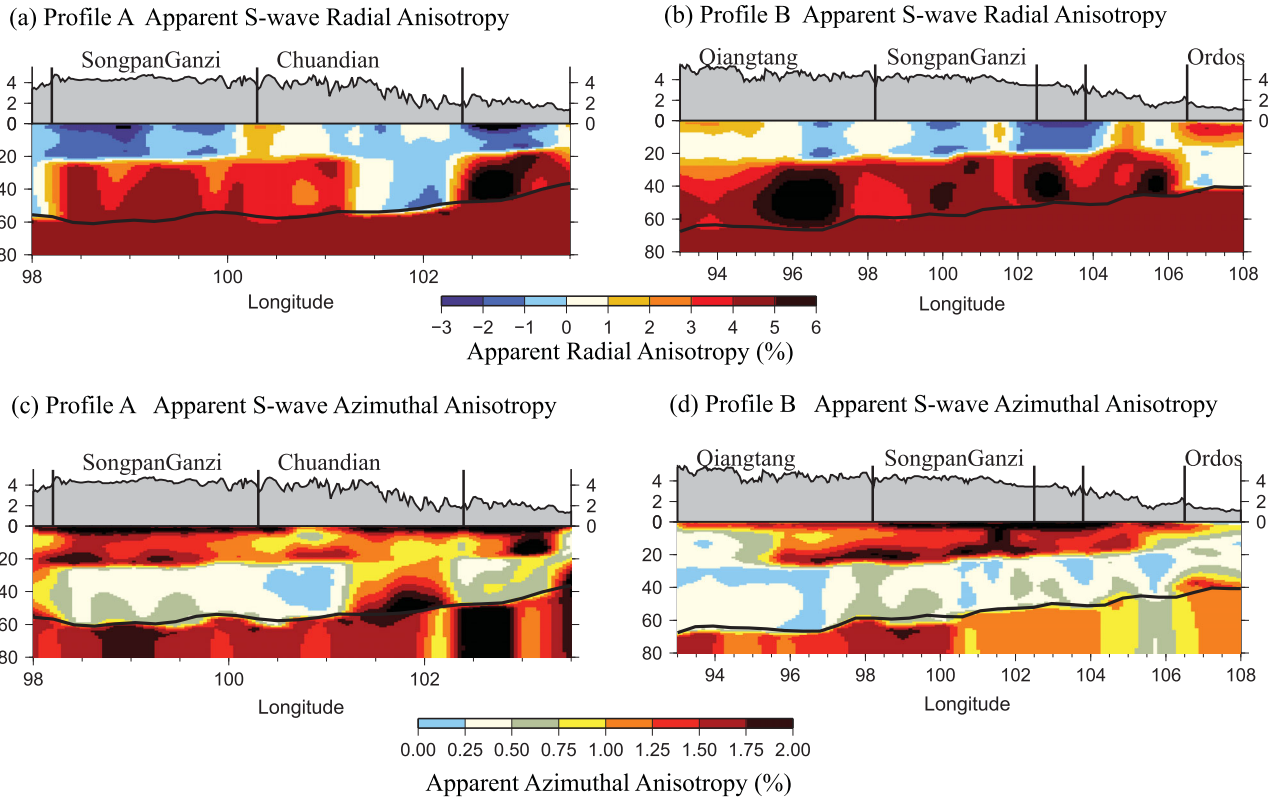 (a) Profile A Apparent S-wave Radial Anisotropy
SongpanGanzi Chuandian
4 4
2 2
0 0
20
40
60
80
98 100 102
Longitude
(b) Profile B Apparent S-wave Radial Anisotropy
Qiangtang SongpanGanzi Ordos
4 4
2 2
0 0
20
40
60
80
94 96 98 100 102 104 106 108
Longitude
−3 −2 −1 0 1 2 3 4 5 6
Apparent Radial Anisotropy (%)
(c) Profile A Apparent S-wave Azimuthal Anisotropy
SongpanGanzi Chuandian
4 4
2 2
0 0
20
40
60
80
98 100 102
Longitude
(d) Profile B Apparent S-wave Azimuthal Anisotropy
Qiangtang SongpanGanzi Ordos
4 4
2 2
0 0
20
40
60
80
94 96 98 100 102 104 106 108
Longitude
0.00 0.25 0.50 0.75 1.00 1.25 1.50 1.75 2.00
Apparent Azimuthal Anisotropy (%)